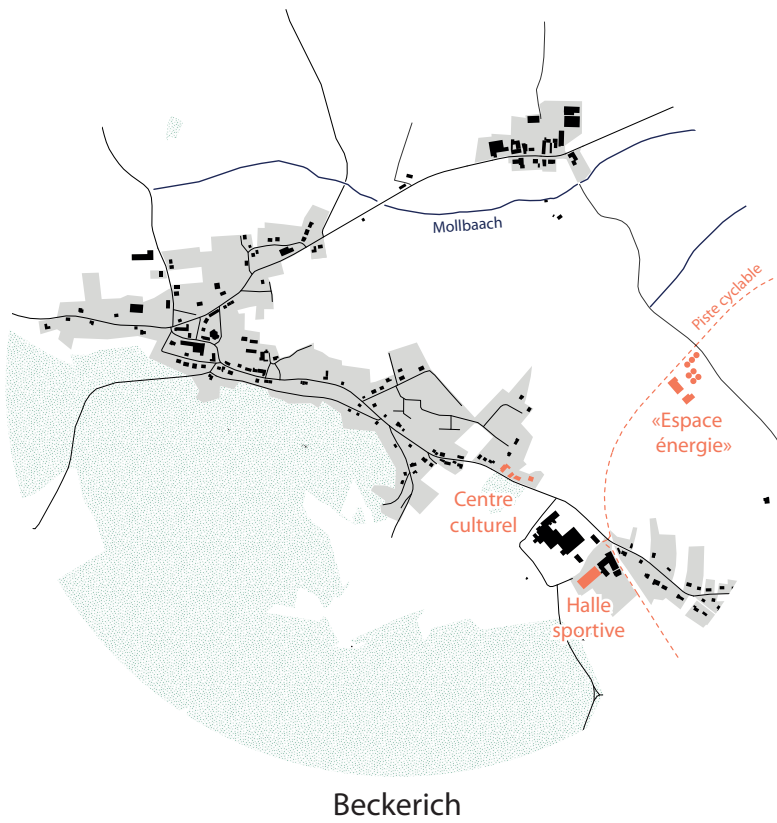 Mollbaach
Piste cyclable
«Espace
énergie»
Centre
culturel
Halle
sportive
Beckerich